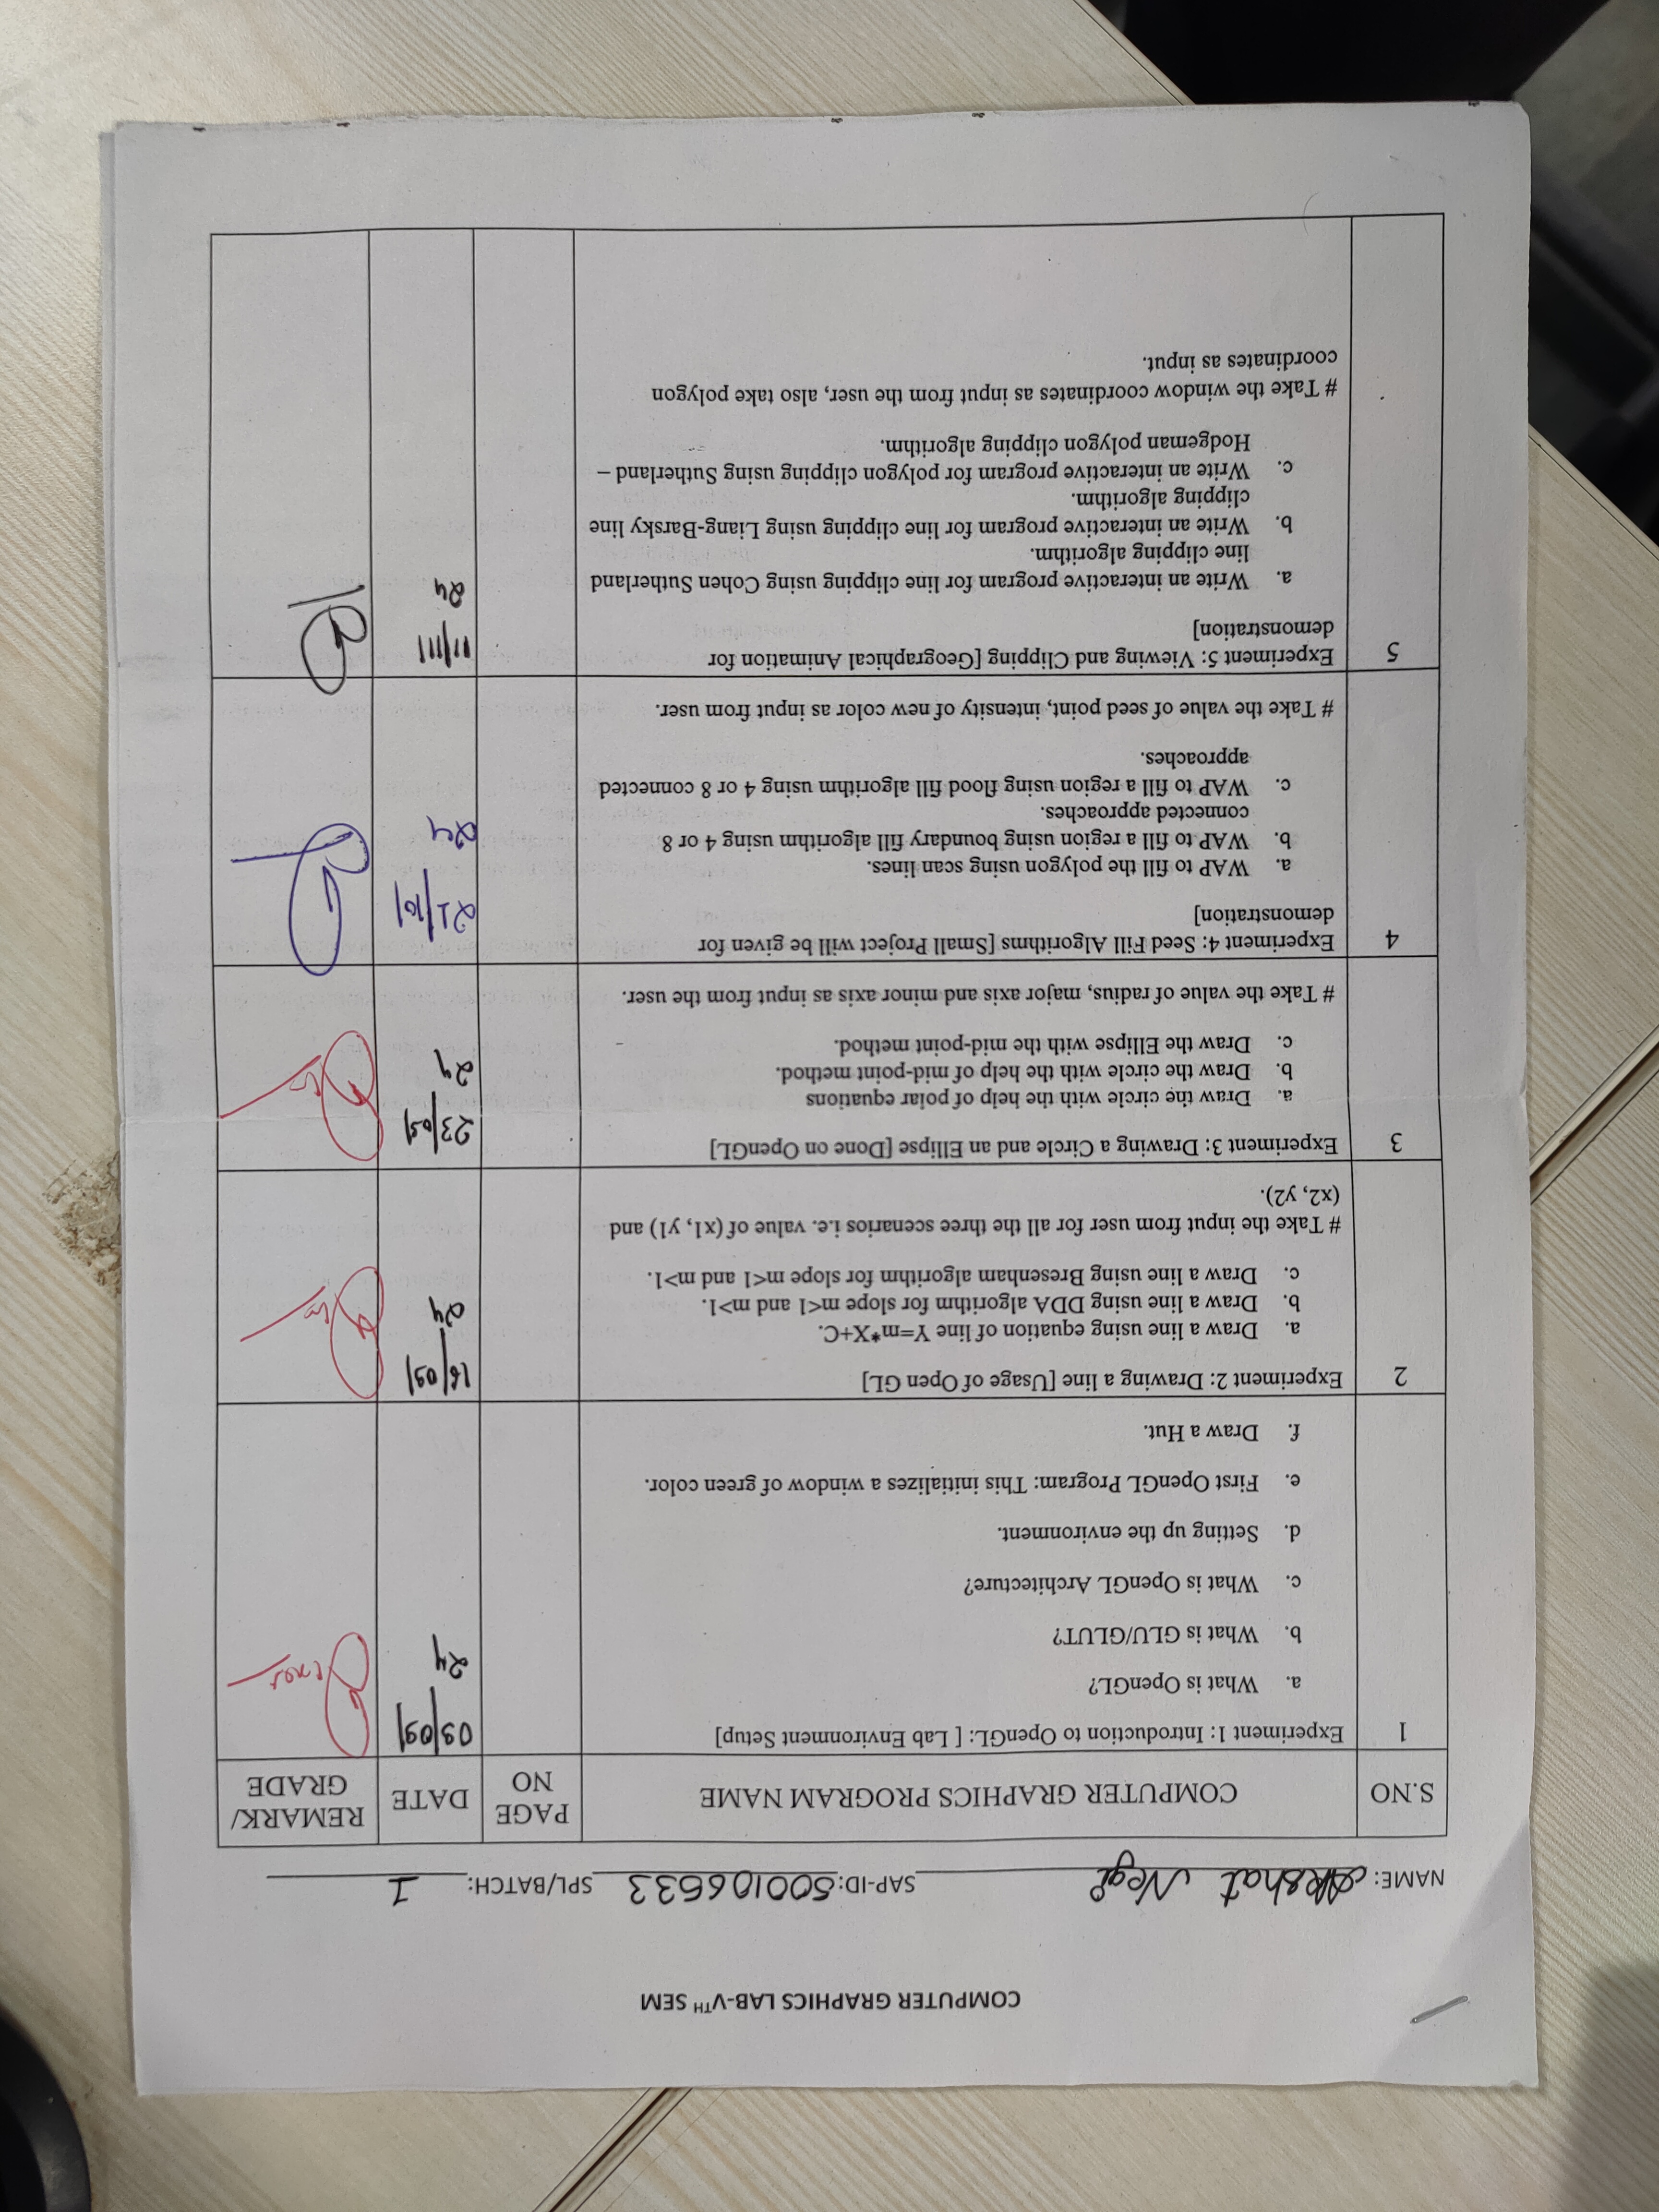 COMPUTER GRAPHICS LAB-VTH SEM
NAME: Akshat Negi SAP-ID: 500106633 SPL/BATCH: 1
S.NO COMPUTER GRAPHICS PROGRAM NAME PAGE NO DATE REMARK/ GRADE
1 Experiment 1: Introduction to OpenGL: [ Lab Environment Setup] 03/09/
a. What is OpenGL? 24
b. What is GLU/GLUT?
c. What is OpenGL Architecture?
d. Setting up the environment.
e. First OpenGL Program: This initializes a window of green color.
f. Draw a Hut.
2 Experiment 2: Drawing a line [Usage of Open GL] 16/09/
a. Draw a line using equation of line Y=m*X+C. 24
b. Draw a line using DDA algorithm for slope m<1 and m>1.
c. Draw a line using Bresenham algorithm for slope m<1 and m>1.
# Take the input from user for all the three scenarios i.e. value of (x1, y1) and
(x2, y2).
3 Experiment 3: Drawing a Circle and an Ellipse [Done on OpenGL] 23/09/
a. Draw the circle with the help of polar equations 24
b. Draw the circle with the help of mid-point method.
c. Draw the Ellipse with the mid-point method.
# Take the value of radius, major axis and minor axis as input from the user.
4 Experiment 4: Seed Fill Algorithms [Small Project will be given for 21/10/
demonstration]
a. WAP to fill the polygon using scan lines. 24
b. WAP to fill a region using boundary fill algorithm using 4 or 8
connected approaches.
c. WAP to fill a region using flood fill algorithm using 4 or 8 connected
approaches.
# Take the value of seed point, intensity of new color as input from user.
5 Experiment 5: Viewing and Clipping [Geographical Animation for 11/11/
demonstration]
a. Write an interactive program for line clipping using Cohen Sutherland 24
line clipping algorithm.
b. Write an interactive program for line clipping using Liang-Barsky line
clipping algorithm.
c. Write an interactive program for polygon clipping using Sutherland –
Hodgeman polygon clipping algorithm.
# Take the window coordinates as input from the user, also take polygon
coordinates as input.